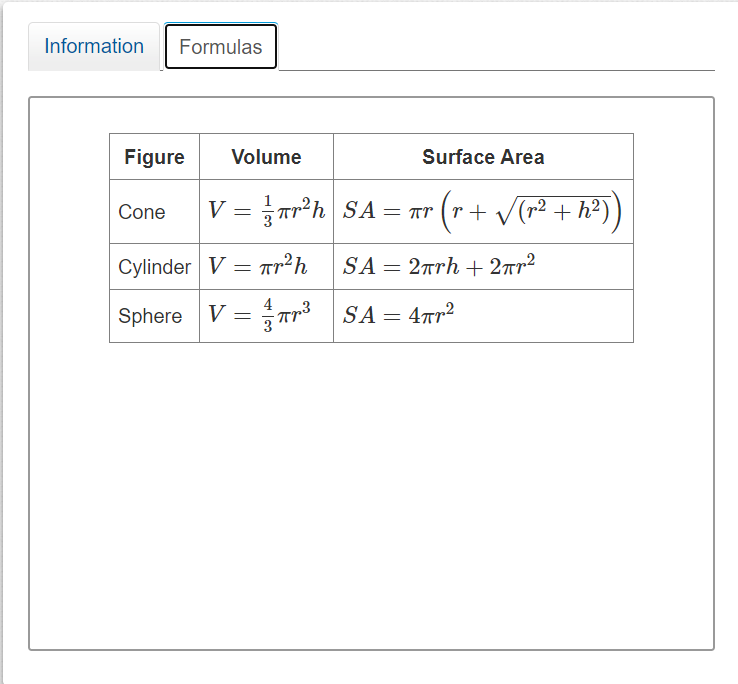 Information Formulas
Figure Volume Surface Area
Cone V = 1/3 πr²h SA = πr (r + √(r² + h²))
Cylinder V = πr²h SA = 2πrh + 2πr²
Sphere V = 4/3 πr³ SA = 4πr²